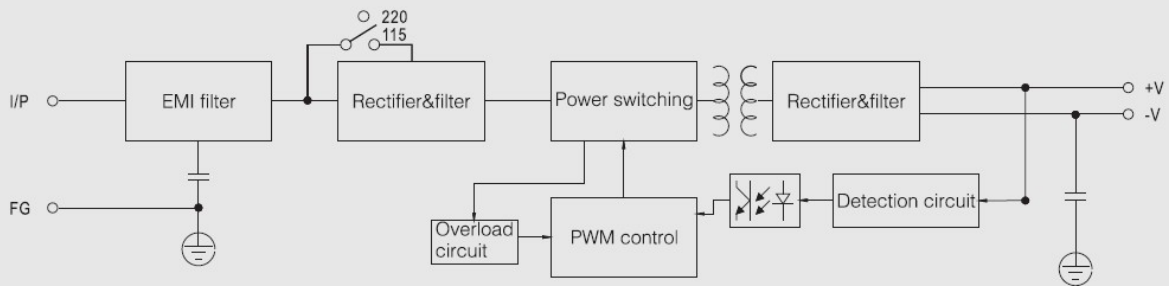 220
115
I/P
EMI filter
Rectifier&filter
Power switching
Rectifier&filter
+V
-V
FG
Overload
circuit
PWM control
Detection circuit